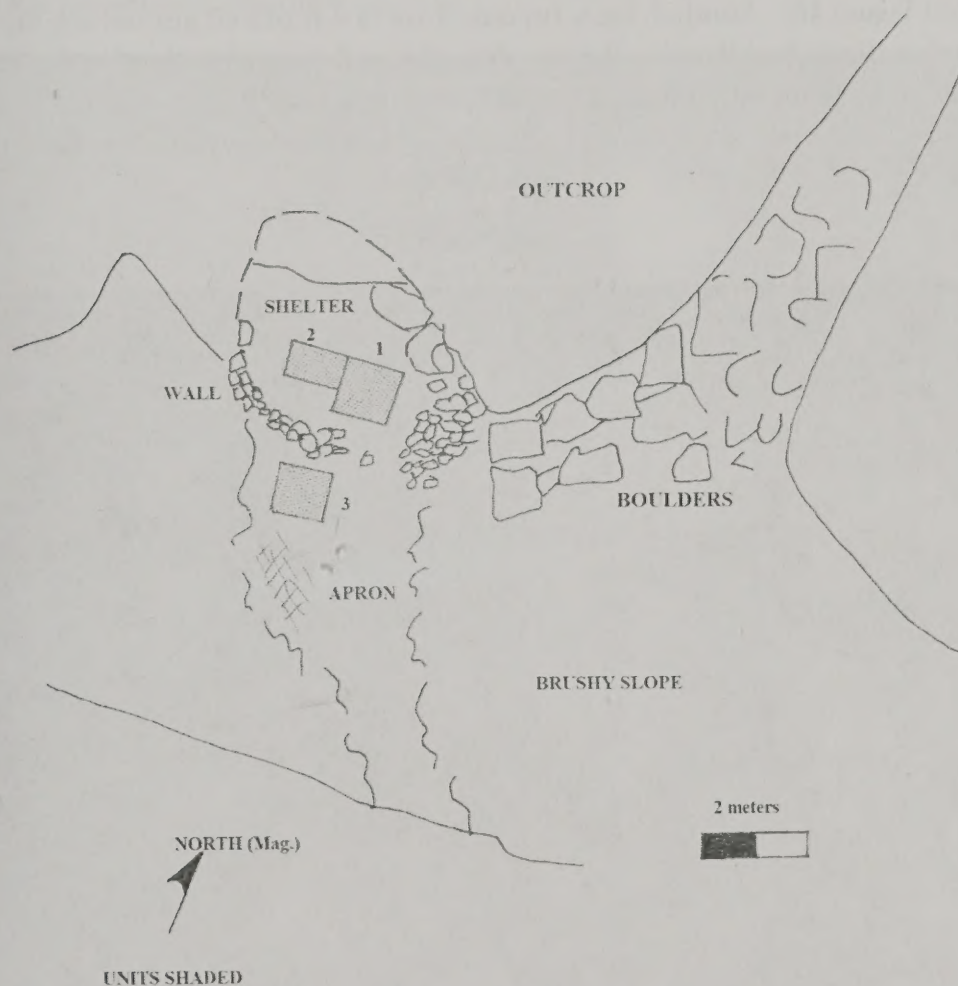 OUTCROP
SHELTER
2
1
WALL
3
BOULDERS
APRON
BRUSHY SLOPE
2 meters
NORTH (Mag.)
UNITS SHADED